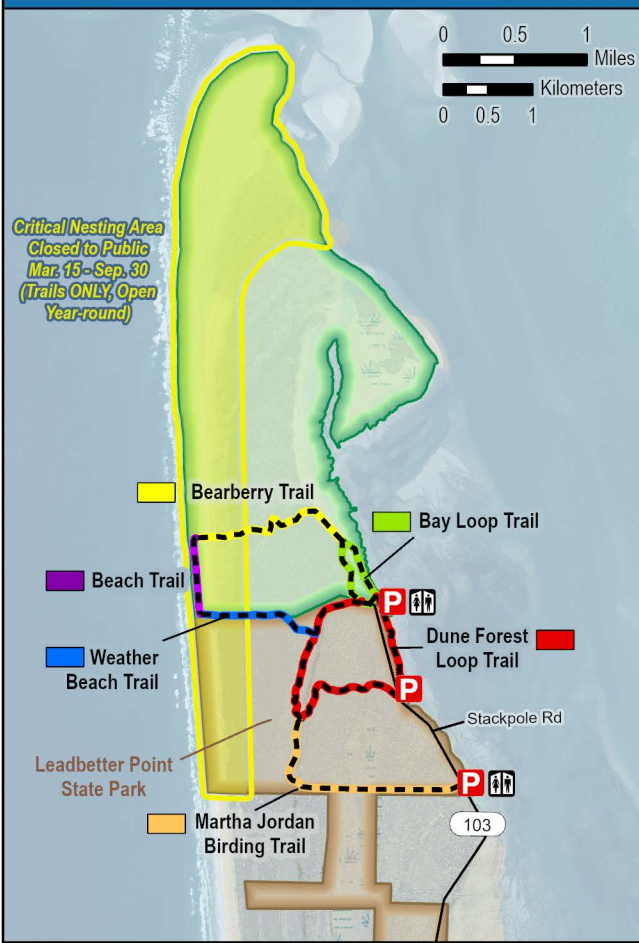 0 0.5 1
Miles
Kilometers
0 0.5 1
Critical Nesting Area
Closed to Public
Mar. 15 - Sep. 30
(Trails ONLY, Open
Year-round)
Bearberry Trail
Bay Loop Trail
Beach Trail
P
Dune Forest
Loop Trail
Weather
Beach Trail
P
Stackpole Rd
Leadbetter Point
State Park
P
Martha Jordan
Birding Trail
103